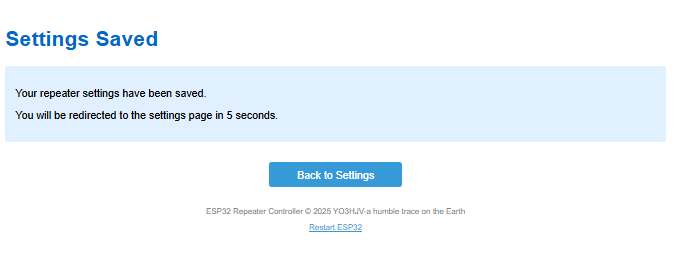 Settings Saved
Your repeater settings have been saved.
You will be redirected to the settings page in 5 seconds.
Back to Settings
ESP32 Repeater Controller © 2025 YO3HJV-a humble trace on the Earth
Restart ESP32